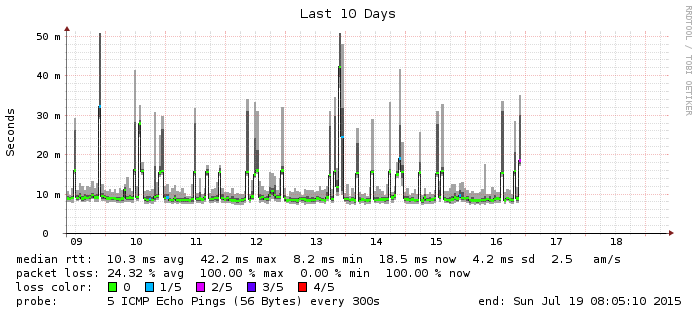 Last 10 Days
RRDTOOL / TOBI OETIKER
Seconds
50 m
40 m
30 m
20 m
10 m
0
09 10 11 12 13 14 15 16 17 18
median rtt: 10.3 ms avg 42.2 ms max 8.2 ms min 18.5 ms now 4.2 ms sd 2.5 am/s
packet loss: 24.32 % avg 100.00 % max 0.00 % min 100.00 % now
loss color: 0 1/5 2/5 3/5 4/5
probe: 5 ICMP Echo Pings (56 Bytes) every 300s end: Sun Jul 19 08:05:10 2015